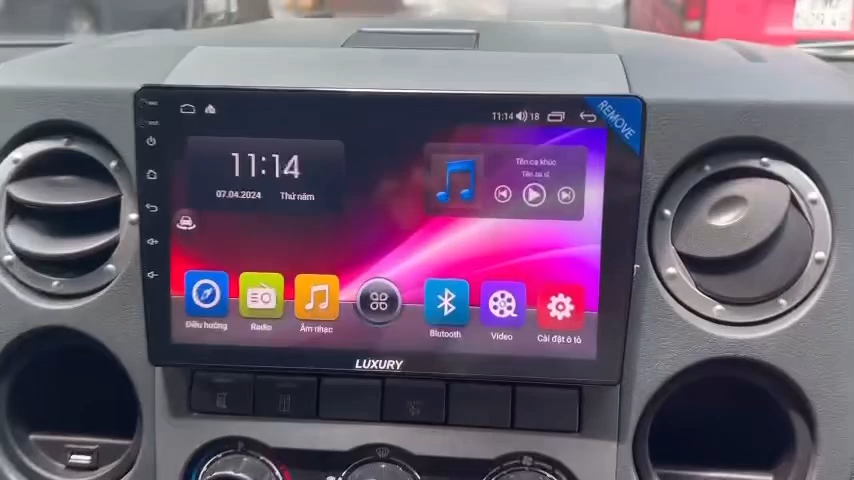 11:14 18
REMOVE
11:14
07.04.2024 Thứ năm
Tên ca khúc
Tên ca sĩ
Điều hướng
Radio
Âm nhạc
Blutooth
Video
Cài đặt ô tô
LUXURY